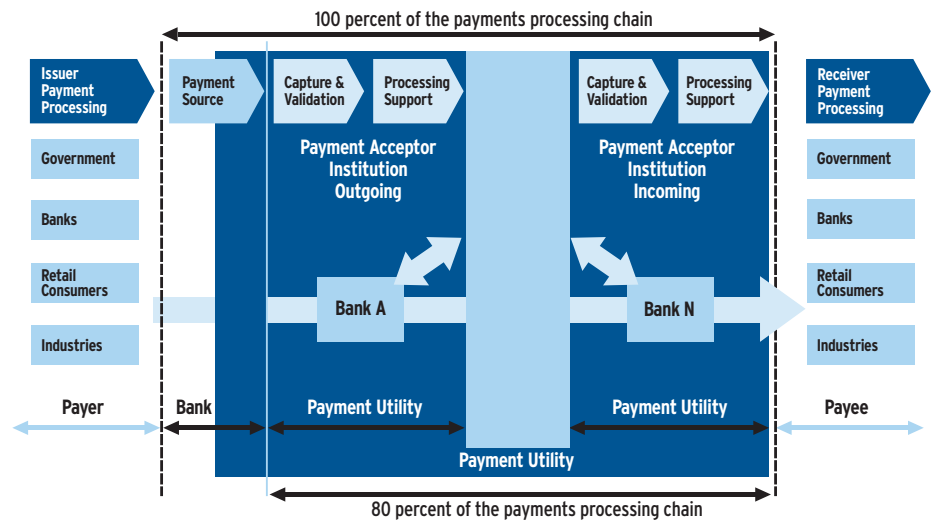 100 percent of the payments processing chain
Issuer
Payment
Processing
Payment
Source
Capture &
Validation
Processing
Support
Capture &
Validation
Processing
Support
Receiver
Payment
Processing
Payment Acceptor
Institution
Outgoing
Payment Acceptor
Institution
Incoming
Government
Banks
Retail
Consumers
Industries
Bank A
Bank N
Government
Banks
Retail
Consumers
Industries
Payer
Bank
Payment Utility
Payment Utility
Payee
Payment Utility
80 percent of the payments processing chain